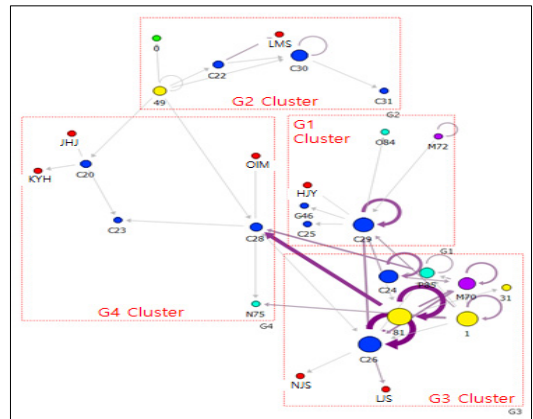 0
LMS
C22
C30
49
C31
G2 Cluster
G2
G1
Cluster
JHJ
KYH
C20
OIM
O84
M72
HJY
G46
C25
C29
C23
C28
G1
C24
M70
31
N75
G4 Cluster
G4
81
1
C26
NJS
LJS
G3 Cluster
G3